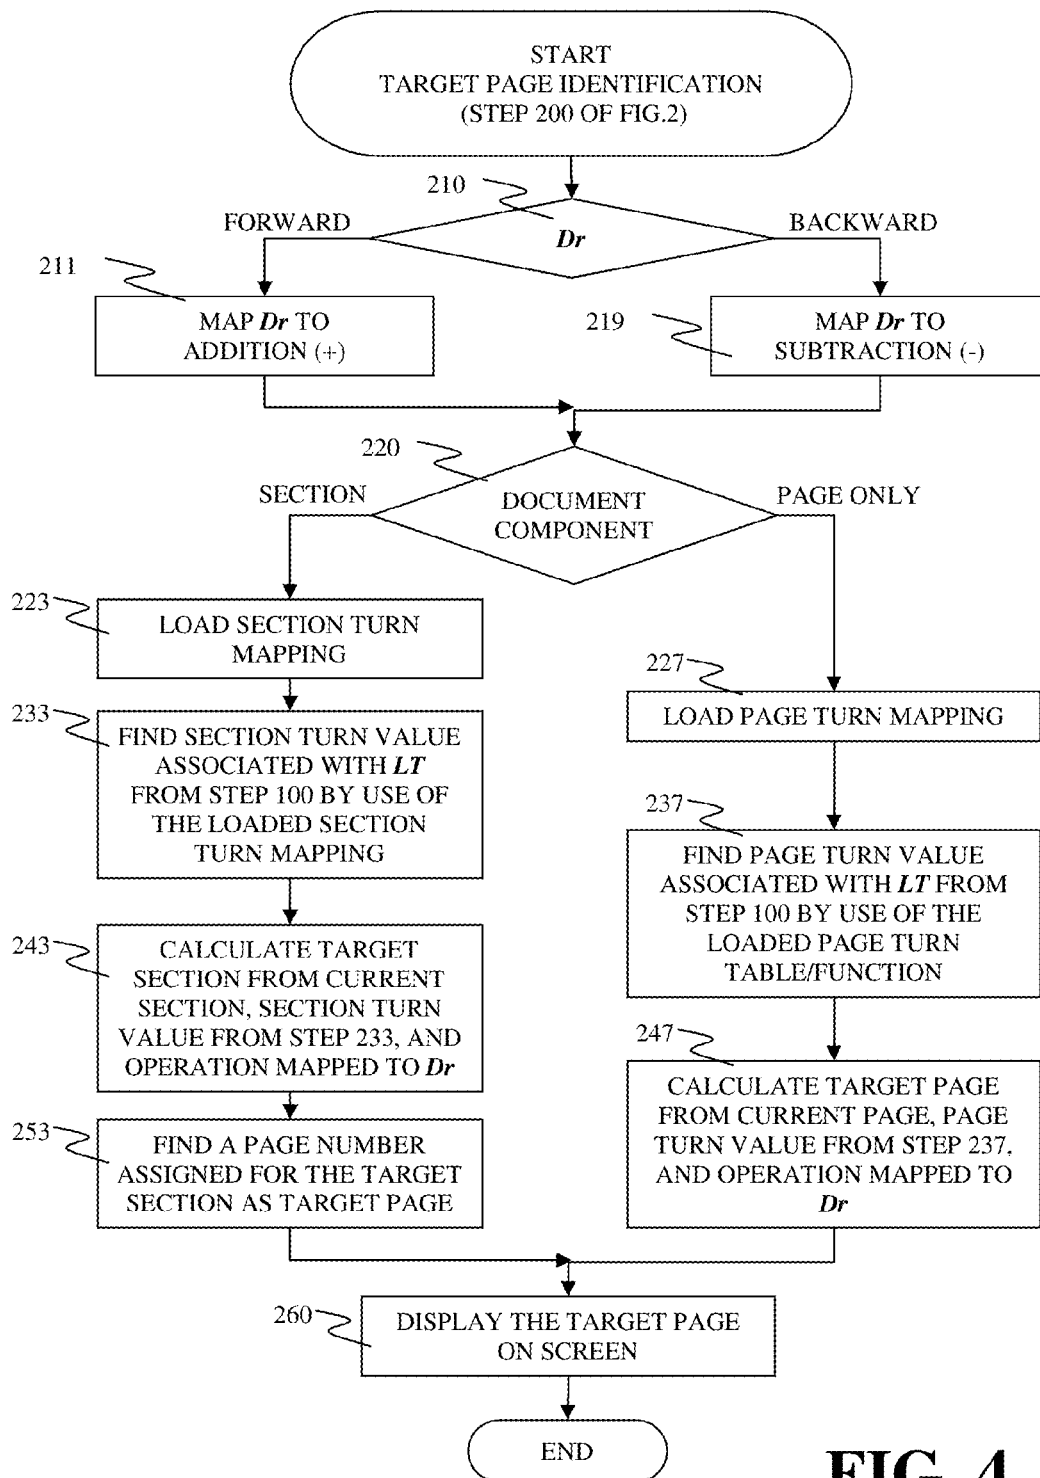 START
TARGET PAGE IDENTIFICATION
(STEP 200 OF FIG.2)
210
FORWARD
BACKWARD
Dr
211
MAP Dr TO
ADDITION (+)
219
MAP Dr TO
SUBTRACTION (-)
220
SECTION
PAGE ONLY
DOCUMENT
COMPONENT
223
LOAD SECTION TURN
MAPPING
227
LOAD PAGE TURN MAPPING
233
FIND SECTION TURN VALUE
ASSOCIATED WITH LT
FROM STEP 100 BY USE OF
THE LOADED SECTION
TURN MAPPING
237
FIND PAGE TURN VALUE
ASSOCIATED WITH LT FROM
STEP 100 BY USE OF THE
LOADED PAGE TURN
TABLE/FUNCTION
243
CALCULATE TARGET
SECTION FROM CURRENT
SECTION, SECTION TURN
VALUE FROM STEP 233, AND
OPERATION MAPPED TO Dr
247
CALCULATE TARGET PAGE
FROM CURRENT PAGE, PAGE
TURN VALUE FROM STEP 237,
AND OPERATION MAPPED TO
Dr
253
FIND A PAGE NUMBER
ASSIGNED FOR THE TARGET
SECTION AS TARGET PAGE
260
DISPLAY THE TARGET PAGE
ON SCREEN
END
FIG. 4